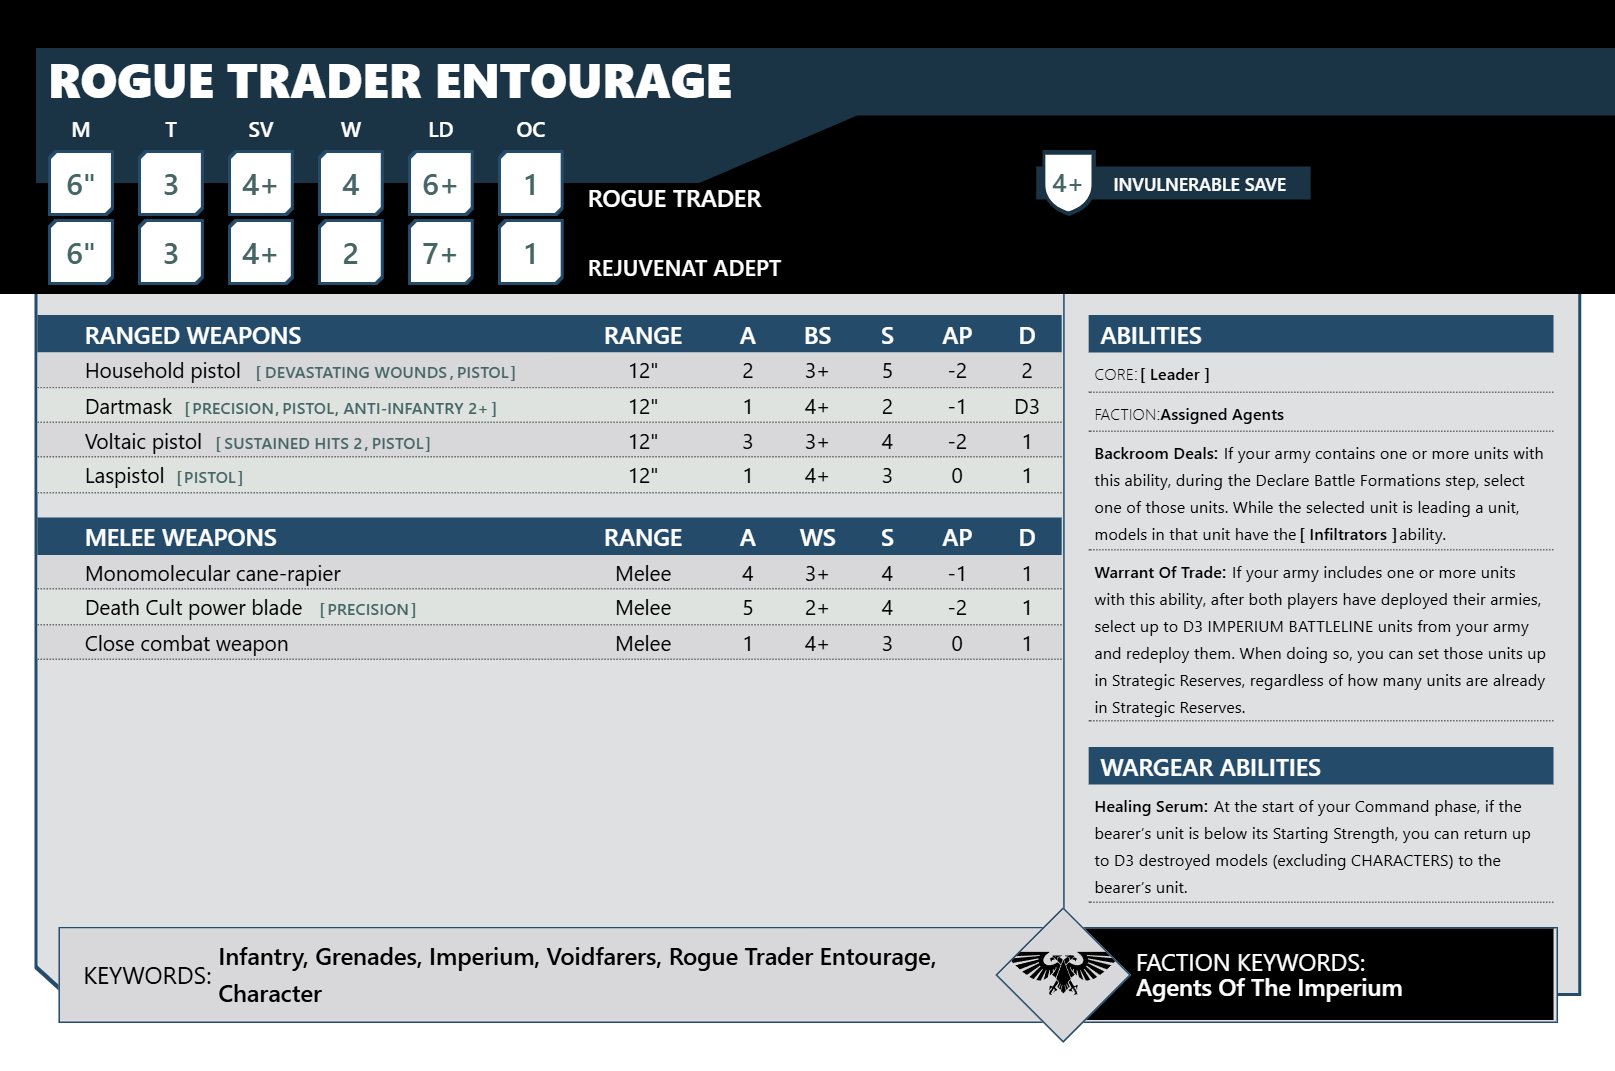 ROGUE TRADER ENTOURAGE
M T SV W LD OC
6" 3 4+ 4 6+ 1 ROGUE TRADER
4+ INVULNERABLE SAVE
6" 3 4+ 2 7+ 1 REJUVENAT ADEPT
RANGED WEAPONS RANGE A BS S AP D
Household pistol [ DEVASTATING WOUNDS , PISTOL] 12" 2 3+ 5 -2 2
Dartmask [PRECISION, PISTOL, ANTI-INFANTRY 2+ ] 12" 1 4+ 2 -1 D3
Voltaic pistol [ SUSTAINED HITS 2 , PISTOL] 12" 3 3+ 4 -2 1
Laspistol [PISTOL] 12" 1 4+ 3 0 1
MELEE WEAPONS RANGE A WS S AP D
Monomolecular cane-rapier Melee 4 3+ 4 -1 1
Death Cult power blade [PRECISION] Melee 5 2+ 4 -2 1
Close combat weapon Melee 1 4+ 3 0 1
ABILITIES
CORE: [ Leader ]
FACTION:Assigned Agents
Backroom Deals: If your army contains one or more units with
this ability, during the Declare Battle Formations step, select
one of those units. While the selected unit is leading a unit,
models in that unit have the [ Infiltrators ] ability.
Warrant Of Trade: If your army includes one or more units
with this ability, after both players have deployed their armies,
select up to D3 IMPERIUM BATTLELINE units from your army
and redeploy them. When doing so, you can set those units up
in Strategic Reserves, regardless of how many units are already
in Strategic Reserves.
WARGEAR ABILITIES
Healing Serum: At the start of your Command phase, if the
bearer's unit is below its Starting Strength, you can return up
to D3 destroyed models (excluding CHARACTERS) to the
bearer's unit.
KEYWORDS: Infantry, Grenades, Imperium, Voidfarers, Rogue Trader Entourage,
Character
FACTION KEYWORDS:
Agents Of The Imperium